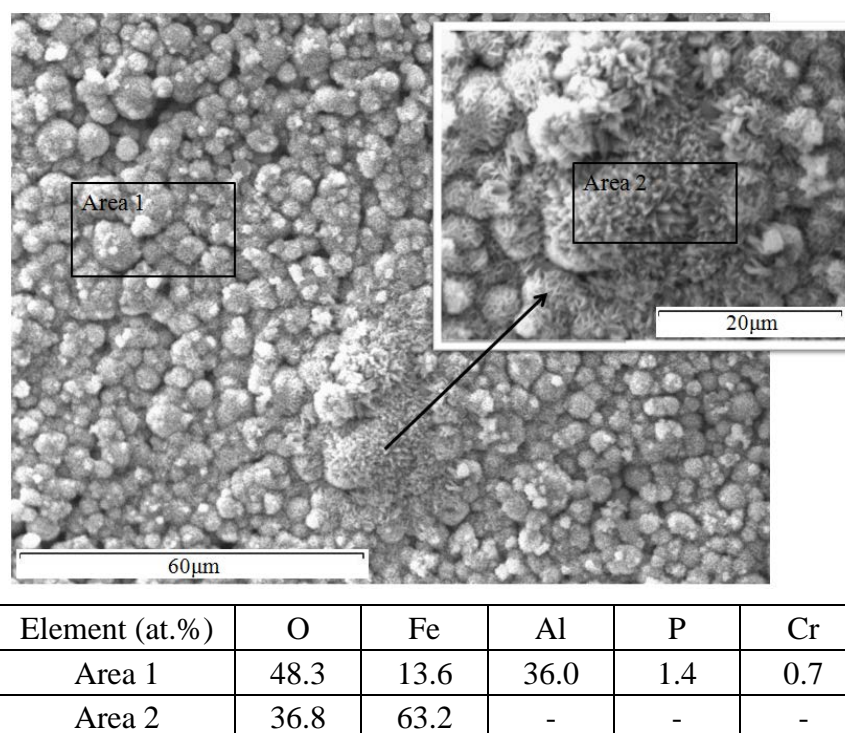 Area 1
Area 2
20μm
60μm
Element (at.%) O Fe Al P Cr
Area 1 48.3 13.6 36.0 1.4 0.7
Area 2 36.8 63.2 - - -